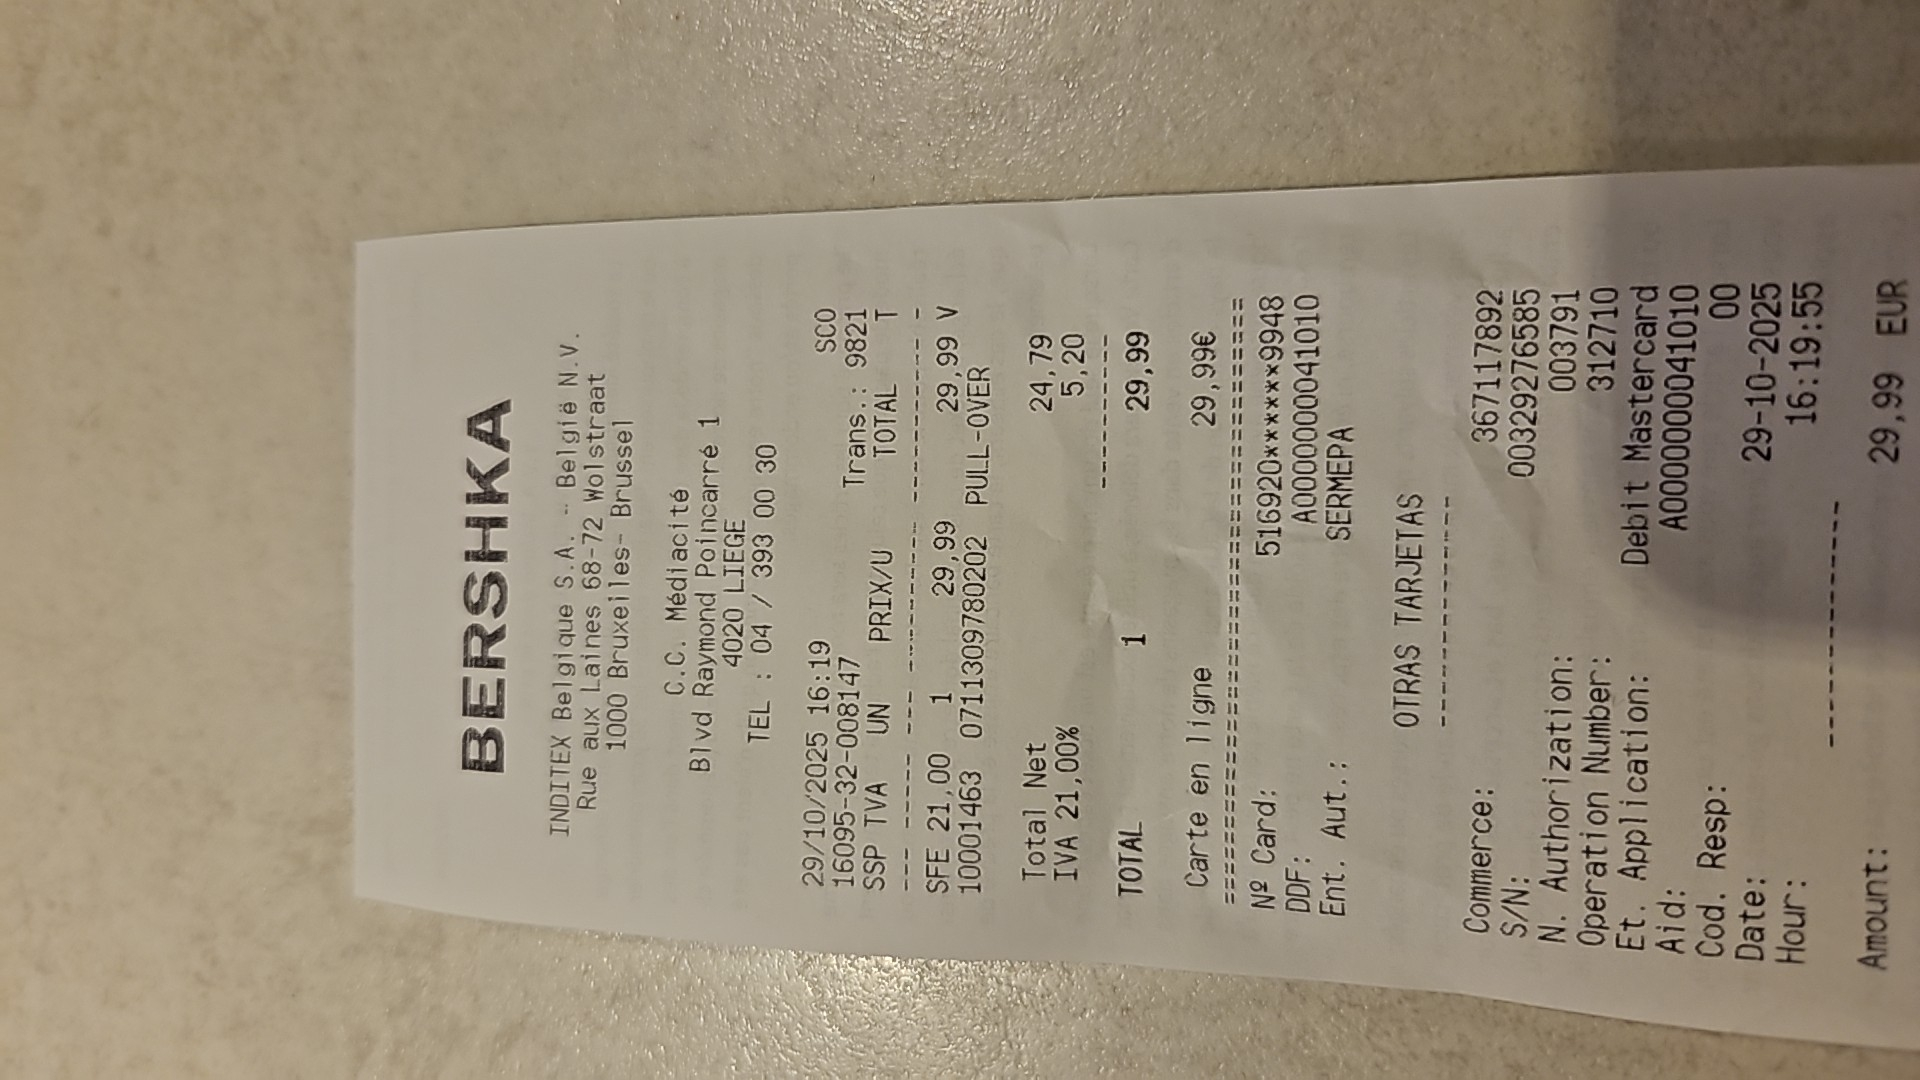 BERSHKA
INDITEX Belgique S.A. - België N.V.
Rue aux Laines 68-72 Wolstraat
1000 Bruxelles- Brussel
C.C. Médiacité
Blvd Raymond Poincarré 1
4020 LIEGE
TEL : 04 / 393 00 30
29/10/2025 16:19 SCO
16095-32-008147 Trans.: 9821
SSP TVA UN PRIX/U TOTAL T
SFE 21,00 1 29,99 29,99 V
10001463 0711309780202 PULL-OVER
Total Net 24,79
IVA 21,00% 5,20
TOTAL 1 29,99
Carte en ligne 29,99€
Nº Card: 516920******9948
DDF: A0000000041010
Ent. Aut.: SERMEPA
OTRAS TARJETAS
Commerce: 367117892
S/N: 00329276585
N. Authorization: 003791
Operation Number: 312710
Et. Application: Debit Mastercard
Aid: A0000000041010
Cod. Resp: 00
Date: 29-10-2025
Hour: 16:19:55
Amount: 29,99 EUR